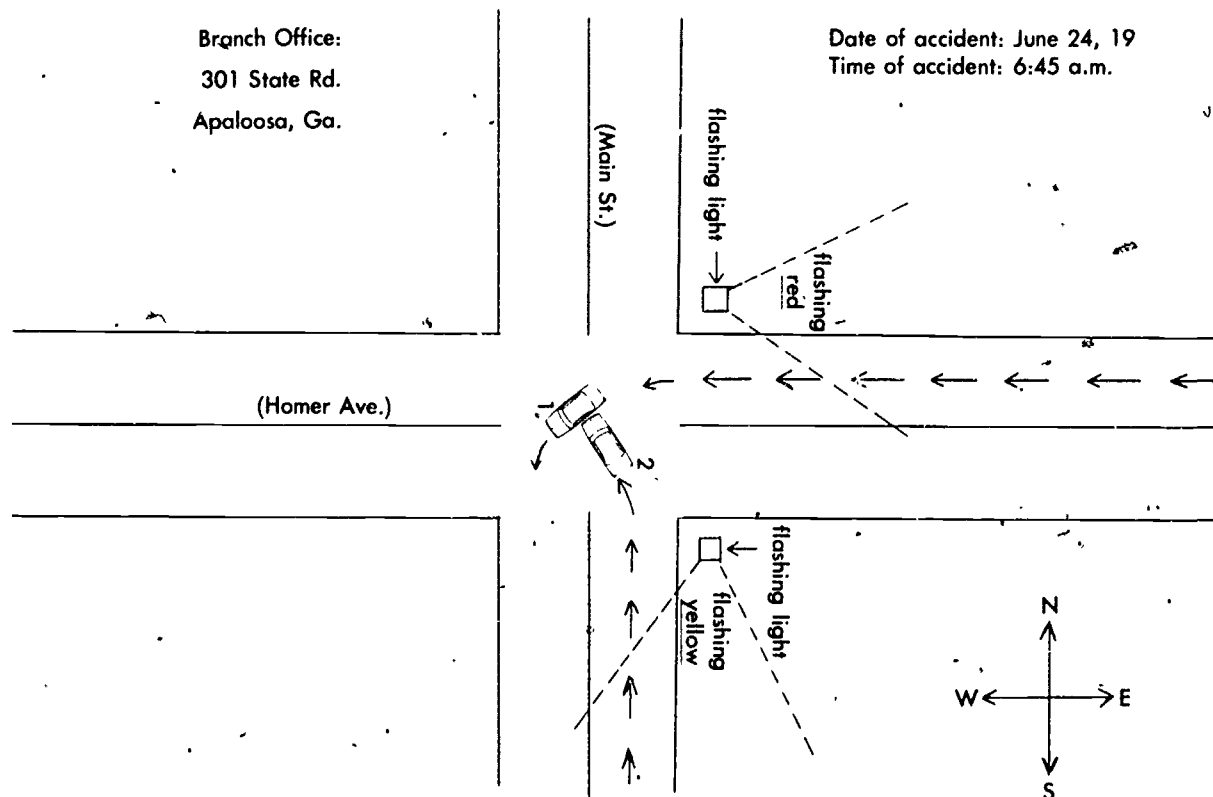 Branch Office:
301 State Rd.
Apaloosa, Ga.
Date of accident: June 24, 19
Time of accident: 6:45 a.m.
(Main St.)
flashing light
flashing
red
(Homer Ave.)
1.
2
flashing light
flashing
yellow
N
W
E
S